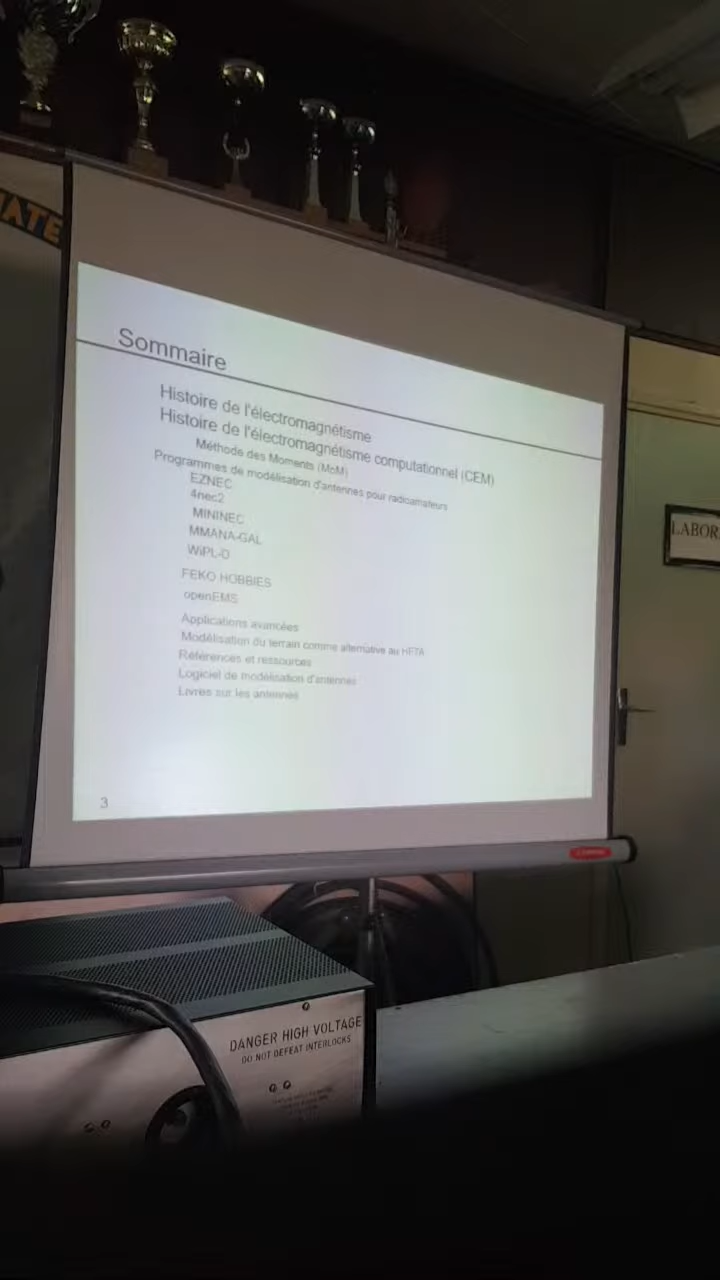 Sommaire
Histoire de l'électromagnétisme
Histoire de l'électromagnétisme computationnel (CEM)
Méthode des Moments (MoM)
Programmes de modélisation d'antennes pour radioamateurs
EZNEC
4nec2
MININEC
MMANA-GAL
WiPL-D
FEKO HOBBIES
openEMS
Applications avancées
Modélisation du terrain comme alternative au HFTA
Références et ressources
Logiciel de modélisation d'antennes
Livres sur les antennes
3
LABOR
DANGER HIGH VOLTAGE
DO NOT DEFEAT INTERLOCKS